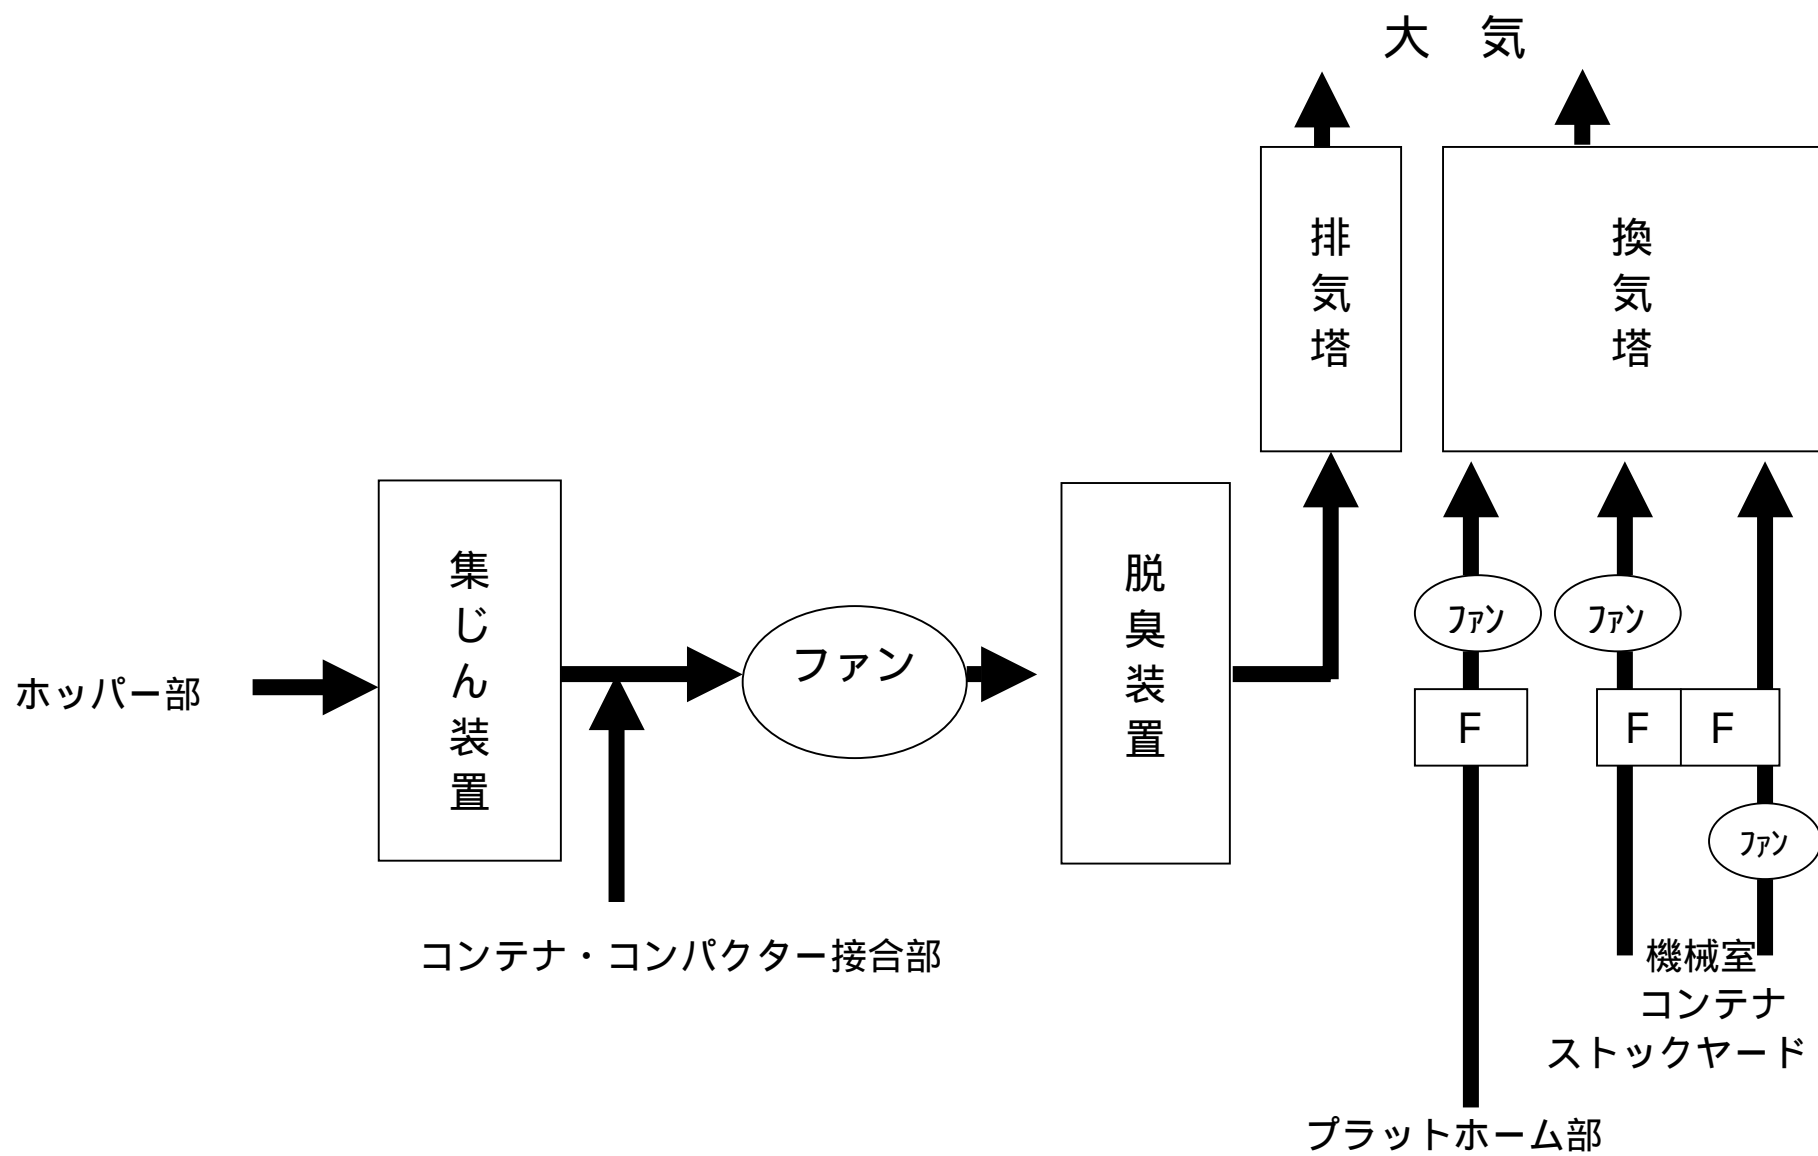 大　気
排気塔
換気塔
集じん装置
脱臭装置
ファン
ﾌｧﾝ
ﾌｧﾝ
ホッパー部
F
F
F
ﾌｧﾝ
コンテナ・コンパクター接合部
機械室
コンテナ
ストックヤード
プラットホーム部